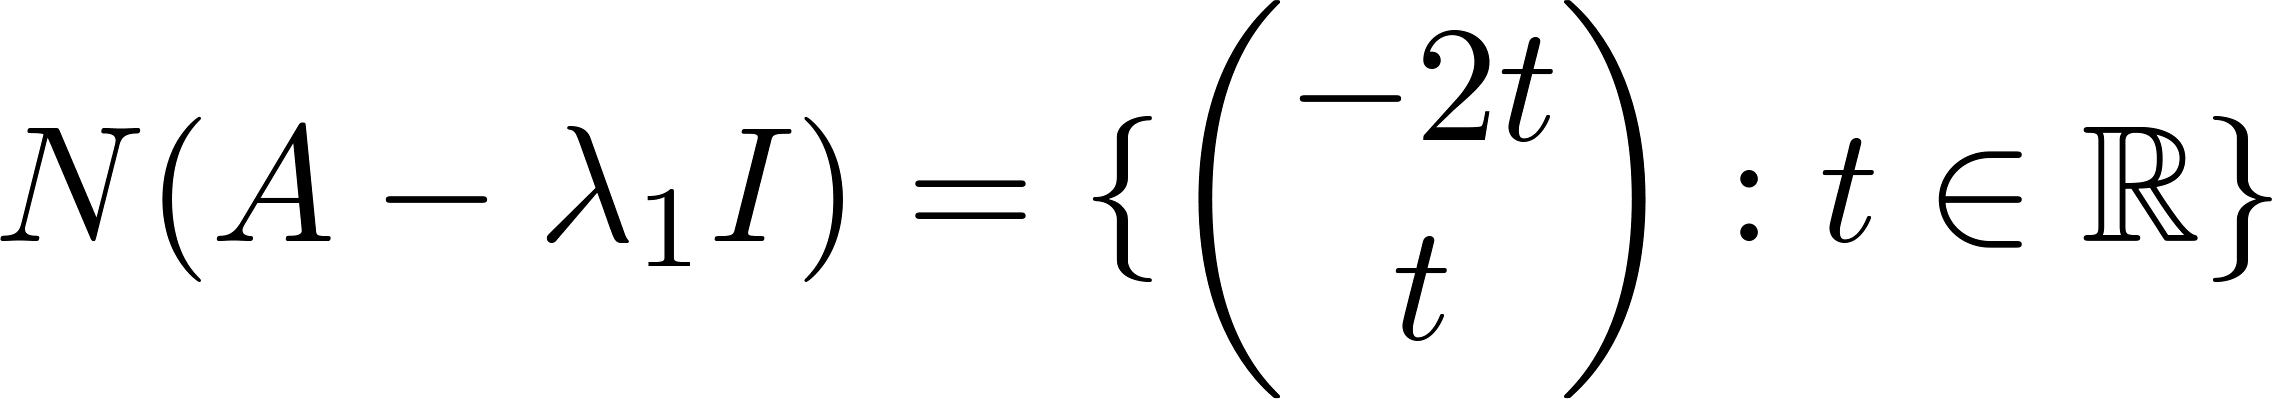 N(A − λ₁I) = {(−2t
t) : t ∈ ℝ}